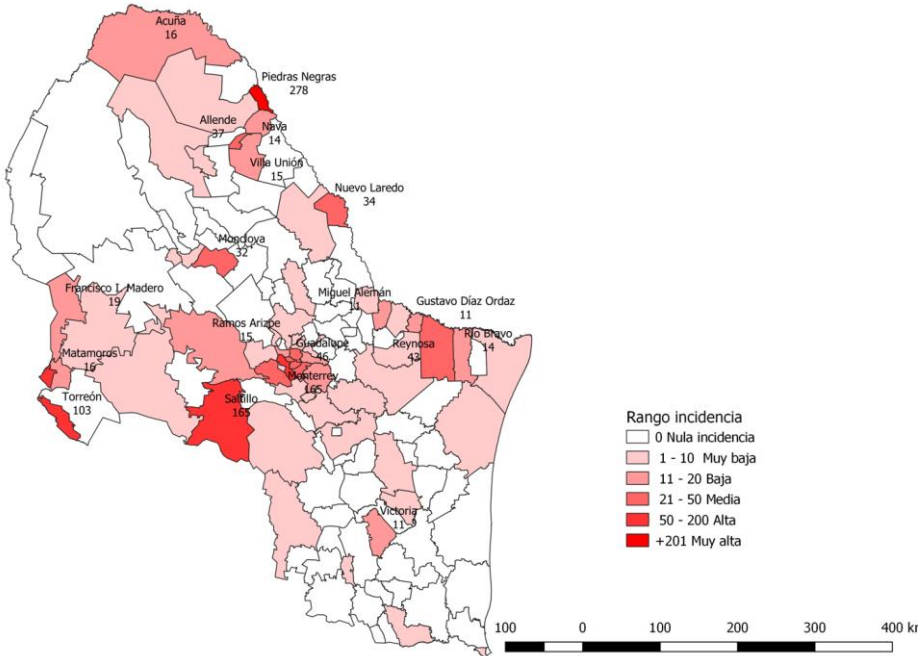 Acuña
16
Piedras Negras
278
Allende
37
Nava
14
Villa Unión
15
Nuevo Laredo
34
Monclova
32
Francisco I. Madero
19
Miguel Alemán
11
Gustavo Díaz Ordaz
11
Ramos Arizpe
15
Guadalupe
46
Reynosa
43
Río Bravo
14
Matamoros
16
Monterrey
165
Torreón
103
Saltillo
165
Victoria
11
Rango incidencia
0 Nula incidencia
1 - 10 Muy baja
11 - 20 Baja
21 - 50 Media
50 - 200 Alta
+201 Muy alta
100 0 100 200 300 400 km